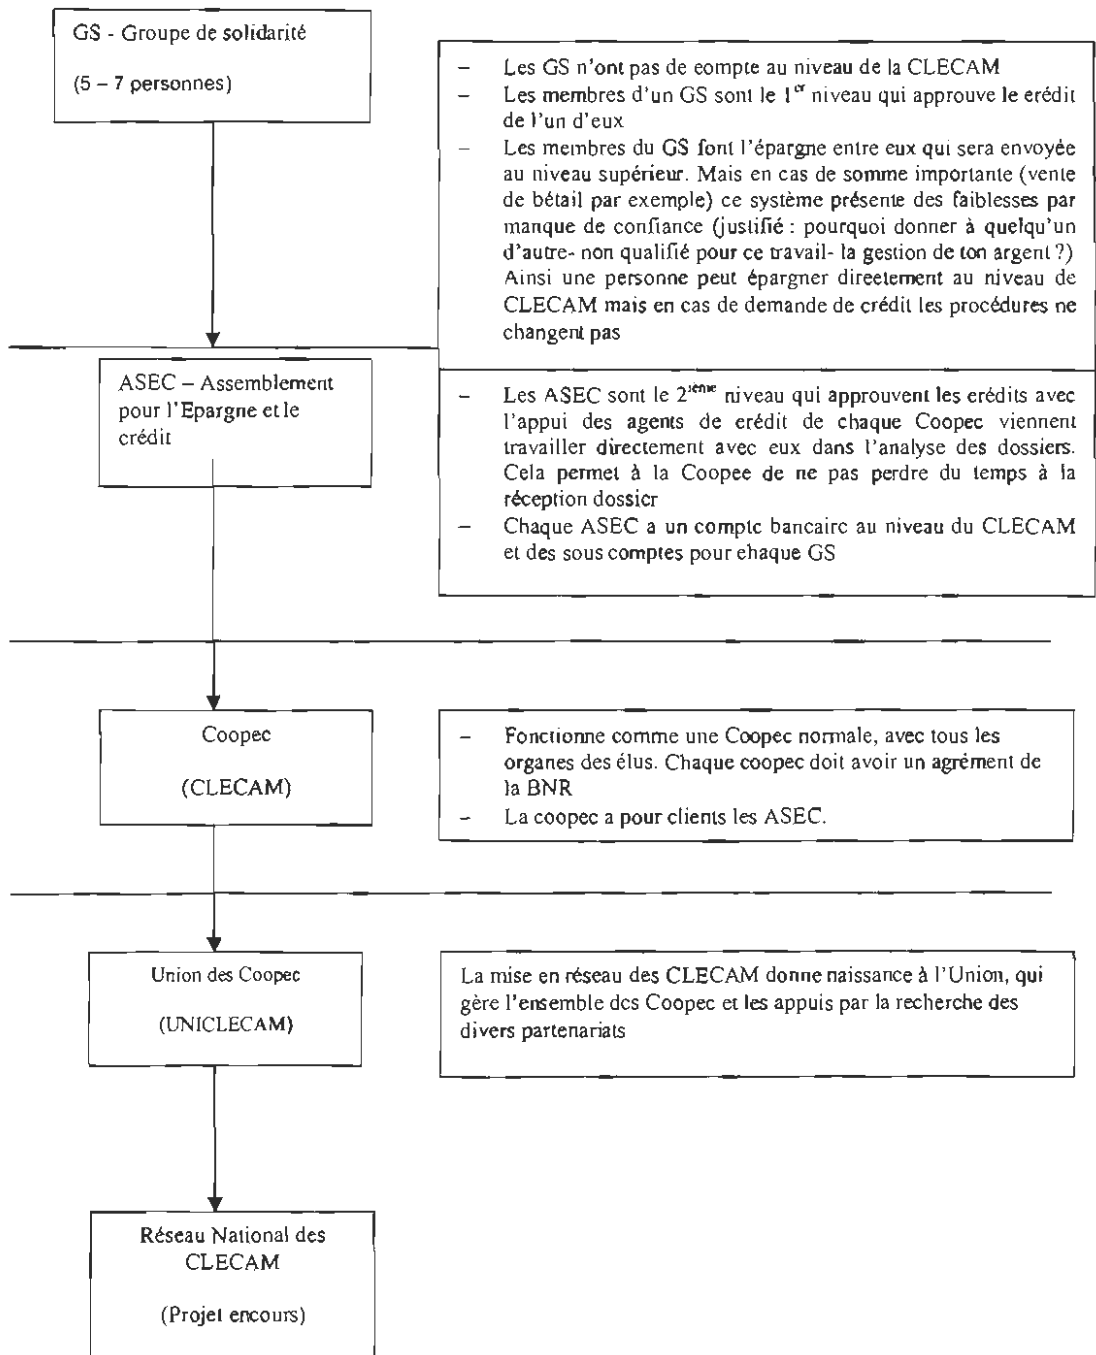 GS - Groupe de solidarité
(5 – 7 personnes)
– Les GS n'ont pas de eompte au niveau de la CLECAM
– Les membres d'un GS sont le 1er niveau qui approuve le erédit
de l'un d'eux
– Les membres du GS font l'épargne entre eux qui sera envoyée
au niveau supérieur. Mais en cas de somme importante (vente
de bétail par exemple) ce système présente des faiblesses par
manque de confiance (justifié : pourquoi donner à quelqu'un
d'autre- non qualifié pour ce travail- la gestion de ton argent ?)
Ainsi une personne peut épargner direetement au niveau de
CLECAM mais en cas de demande de crédit les procédures ne
changent pas
ASEC – Assemblement
pour l'Epargne et le
crédit
– Les ASEC sont le 2ième niveau qui approuvent les erédits avec
l'appui des agents de erédit de chaque Coopec viennent
travailler directement avec eux dans l'analyse des dossiers.
Cela permet à la Coopee de ne pas perdre du temps à la
réception dossier
– Chaque ASEC a un compte bancaire au niveau du CLECAM
et des sous comptes pour ehaque GS
Coopec
(CLECAM)
– Fonctionne comme une Coopec normale, avec tous les
organes des élus. Chaque coopec doit avoir un agrément de
la BNR
– La coopec a pour clients les ASEC.
Union des Coopec
(UNICLECAM)
La mise en réseau des CLECAM donne naissance à l'Union, qui
gère l'ensemble des Coopec et les appuis par la recherche des
divers partenariats
Réseau National des
CLECAM
(Projet encours)